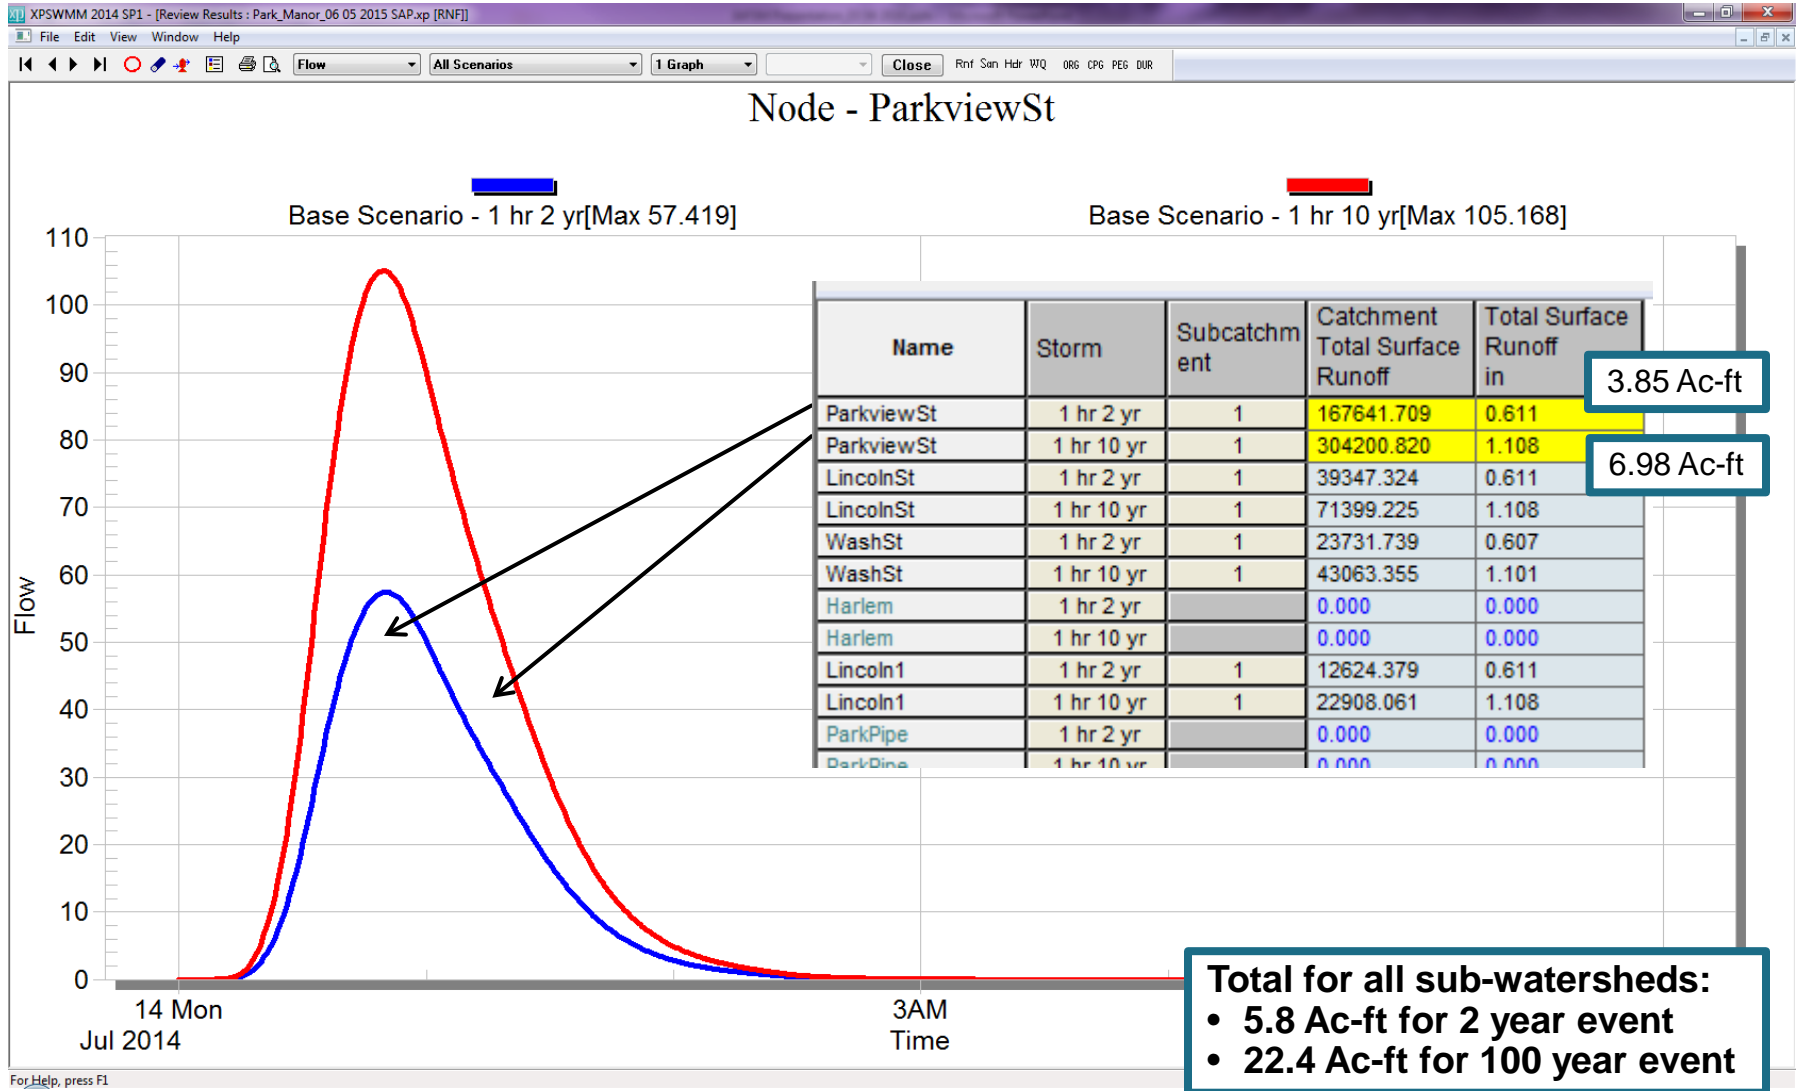 XPSWMM 2014 SP1 - [Review Results : Park_Manor_06 05 2015 SAP.xp [RNF]]
File Edit View Window Help
Flow All Scenarios 1 Graph Close Rnf San Hdr WQ ORG CPG PEG DUR
Node - ParkviewSt
Base Scenario - 1 hr 2 yr[Max 57.419] Base Scenario - 1 hr 10 yr[Max 105.168]
110
100
90
80
70
60
50
40
30
20
10
0
Flow
14 Mon 3AM
Jul 2014 Time
Name Storm Subcatchm ent Catchment Total Surface Runoff Total Surface Runoff in
ParkviewSt 1 hr 2 yr 1 167641.709 0.611
ParkviewSt 1 hr 10 yr 1 304200.820 1.108
LincolnSt 1 hr 2 yr 1 39347.324 0.611
LincolnSt 1 hr 10 yr 1 71399.225 1.108
WashSt 1 hr 2 yr 1 23731.739 0.607
WashSt 1 hr 10 yr 1 43063.355 1.101
Harlem 1 hr 2 yr 0.000 0.000
Harlem 1 hr 10 yr 0.000 0.000
Lincoln1 1 hr 2 yr 1 12624.379 0.611
Lincoln1 1 hr 10 yr 1 22908.061 1.108
ParkPipe 1 hr 2 yr 0.000 0.000
ParkPipe 1 hr 10 yr 0.000 0.000
3.85 Ac-ft
6.98 Ac-ft
Total for all sub-watersheds:
• 5.8 Ac-ft for 2 year event
• 22.4 Ac-ft for 100 year event
For Help, press F1